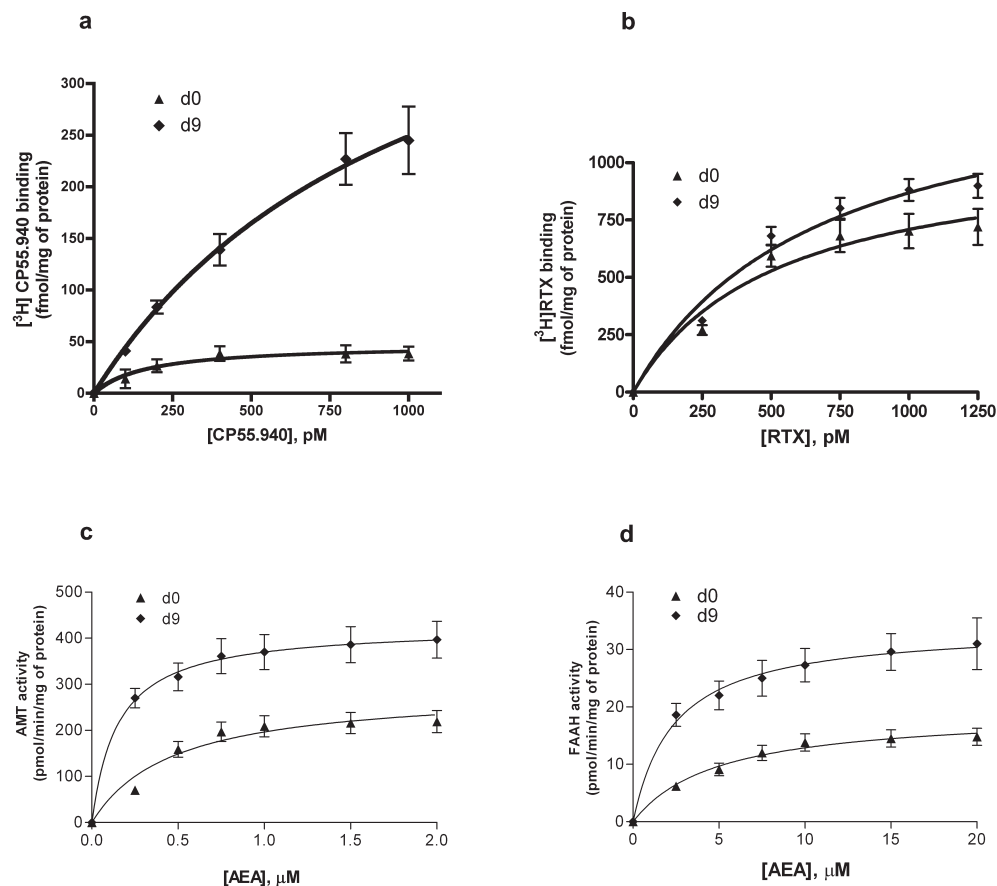 a
300
250
200
150
100
50
0
[³H] CP55.940 binding
(fmol/mg of protein)
d0
d9
0 250 500 750 1000
[CP55.940], pM
b
1000
750
500
250
0
[³H]RTX binding
(fmol/mg of protein)
d0
d9
0 250 500 750 1000 1250
[RTX], pM
c
500
400
300
200
100
0
AMT activity
(pmol/min/mg of protein)
d0
d9
0.0 0.5 1.0 1.5 2.0
[AEA], μM
d
40
30
20
10
0
FAAH activity
(pmol/min/mg of protein)
d0
d9
0 5 10 15 20
[AEA], μM